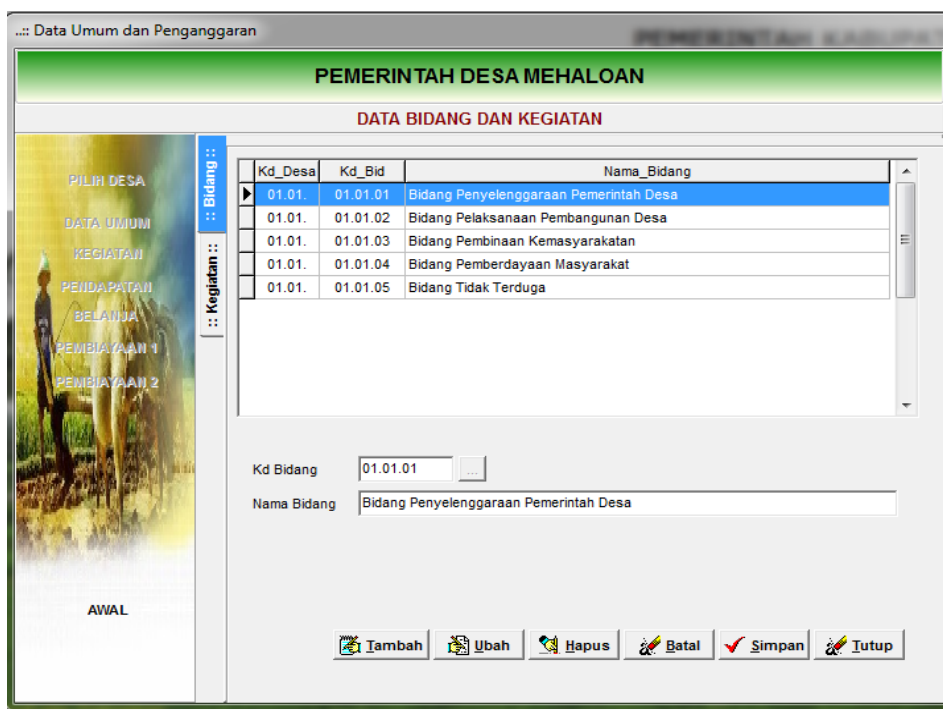 ..:: Data Umum dan Penganggaran
PEMERINTAH KABUPAT
PEMERINTAH DESA MEHALOAN
DATA BIDANG DAN KEGIATAN
PILIH DESA
DATA UMUM
KEGIATAN
PENDAPATAN
BELANJA
PEMBIAYAAN 1
PEMBIAYAAN 2
AWAL
:: Bidang ::
:: Kegiatan ::
Kd_Desa Kd_Bid Nama_Bidang
01.01. 01.01.01 Bidang Penyelenggaraan Pemerintah Desa
01.01. 01.01.02 Bidang Pelaksanaan Pembangunan Desa
01.01. 01.01.03 Bidang Pembinaan Kemasyarakatan
01.01. 01.01.04 Bidang Pemberdayaan Masyarakat
01.01. 01.01.05 Bidang Tidak Terduga
Kd Bidang 01.01.01 ...
Nama Bidang Bidang Penyelenggaraan Pemerintah Desa
Tambah Ubah Hapus Batal Simpan Tutup